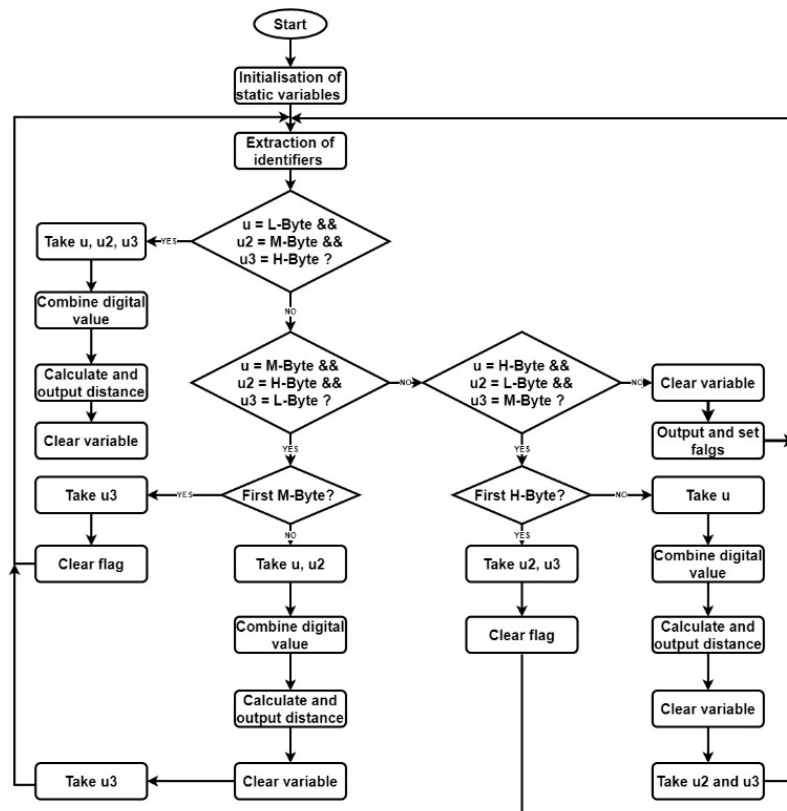 Start
Initialisation of
static variables
Extraction of
identifiers
u = L-Byte &&
u2 = M-Byte &&
u3 = H-Byte ?
YES
Take u, u2, u3
Combine digital
value
Calculate and
output distance
Clear variable
NO
u = M-Byte &&
u2 = H-Byte &&
u3 = L-Byte ?
NO
u = H-Byte &&
u2 = L-Byte &&
u3 = M-Byte ?
NO
Clear variable
Output and set
falgs
YES
First M-Byte?
YES
Take u3
Clear flag
NO
Take u, u2
Combine digital
value
Calculate and
output distance
Clear variable
Take u3
YES
First H-Byte?
YES
Take u2, u3
Clear flag
NO
Take u
Combine digital
value
Calculate and
output distance
Clear variable
Take u2 and u3